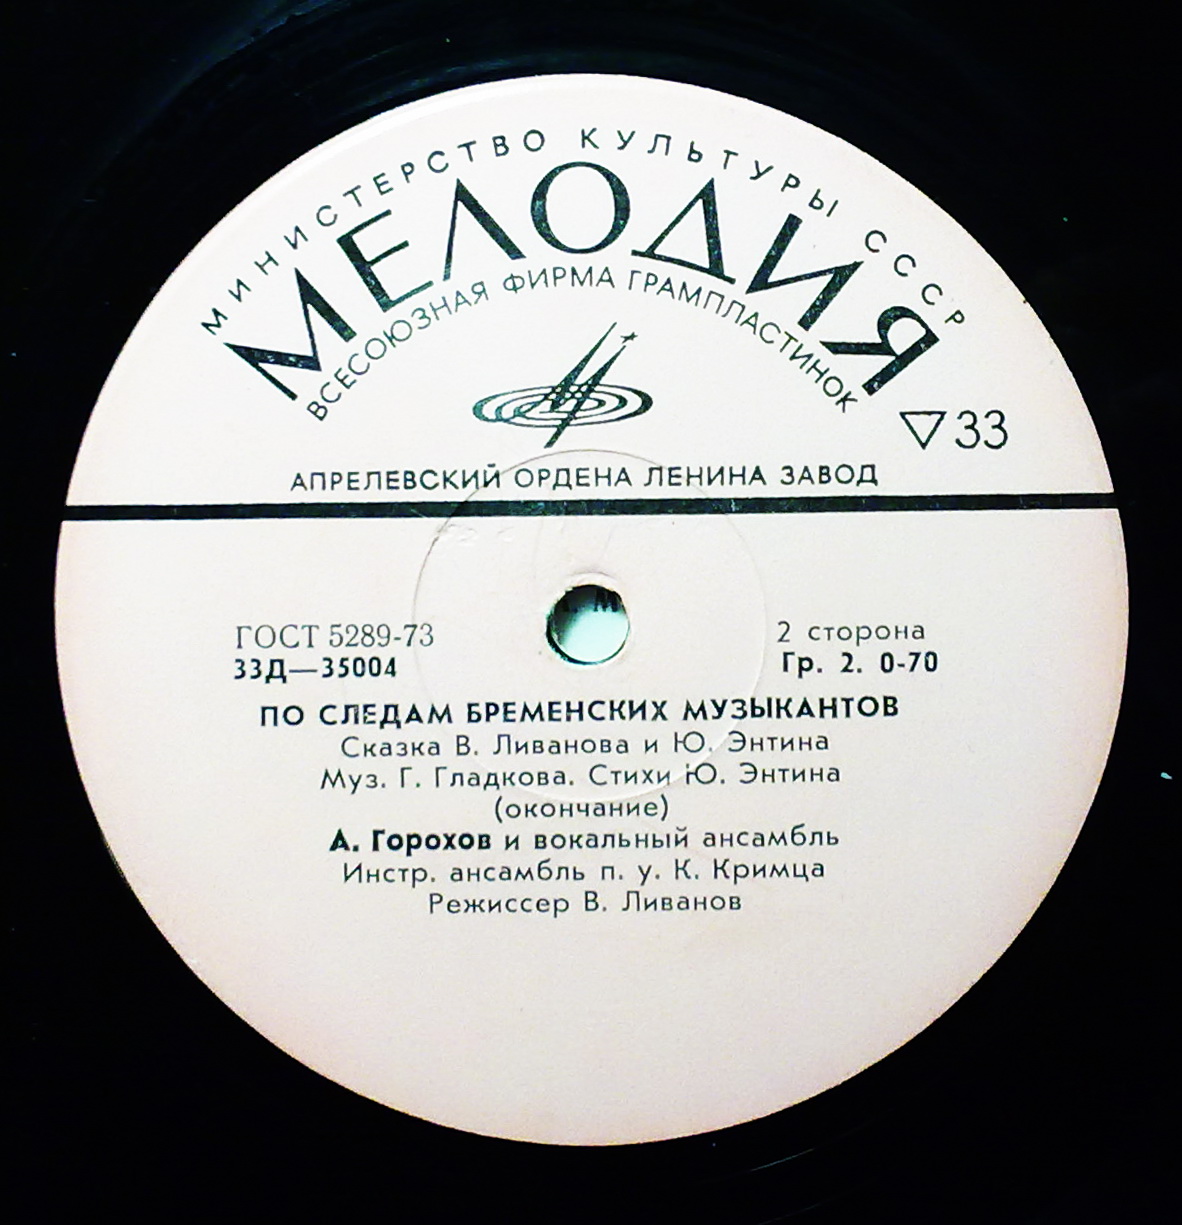 МИНИСТЕРСТВО КУЛЬТУРЫ СССР
МЕЛОДИЯ
ВСЕСОЮЗНАЯ ФИРМА ГРАМПЛАСТИНОК
▽33
АПРЕЛЕВСКИЙ ОРДЕНА ЛЕНИНА ЗАВОД
ГОСТ 5289-73
33Д—35004
2 сторона
Гр. 2. 0-70
ПО СЛЕДАМ БРЕМЕНСКИХ МУЗЫКАНТОВ
Сказка В. Ливанова и Ю. Энтина
Муз. Г. Гладкова. Стихи Ю. Энтина
(окончание)
А. Горохов и вокальный ансамбль
Инстр. ансамбль п. у. К. Кримца
Режиссер В. Ливанов